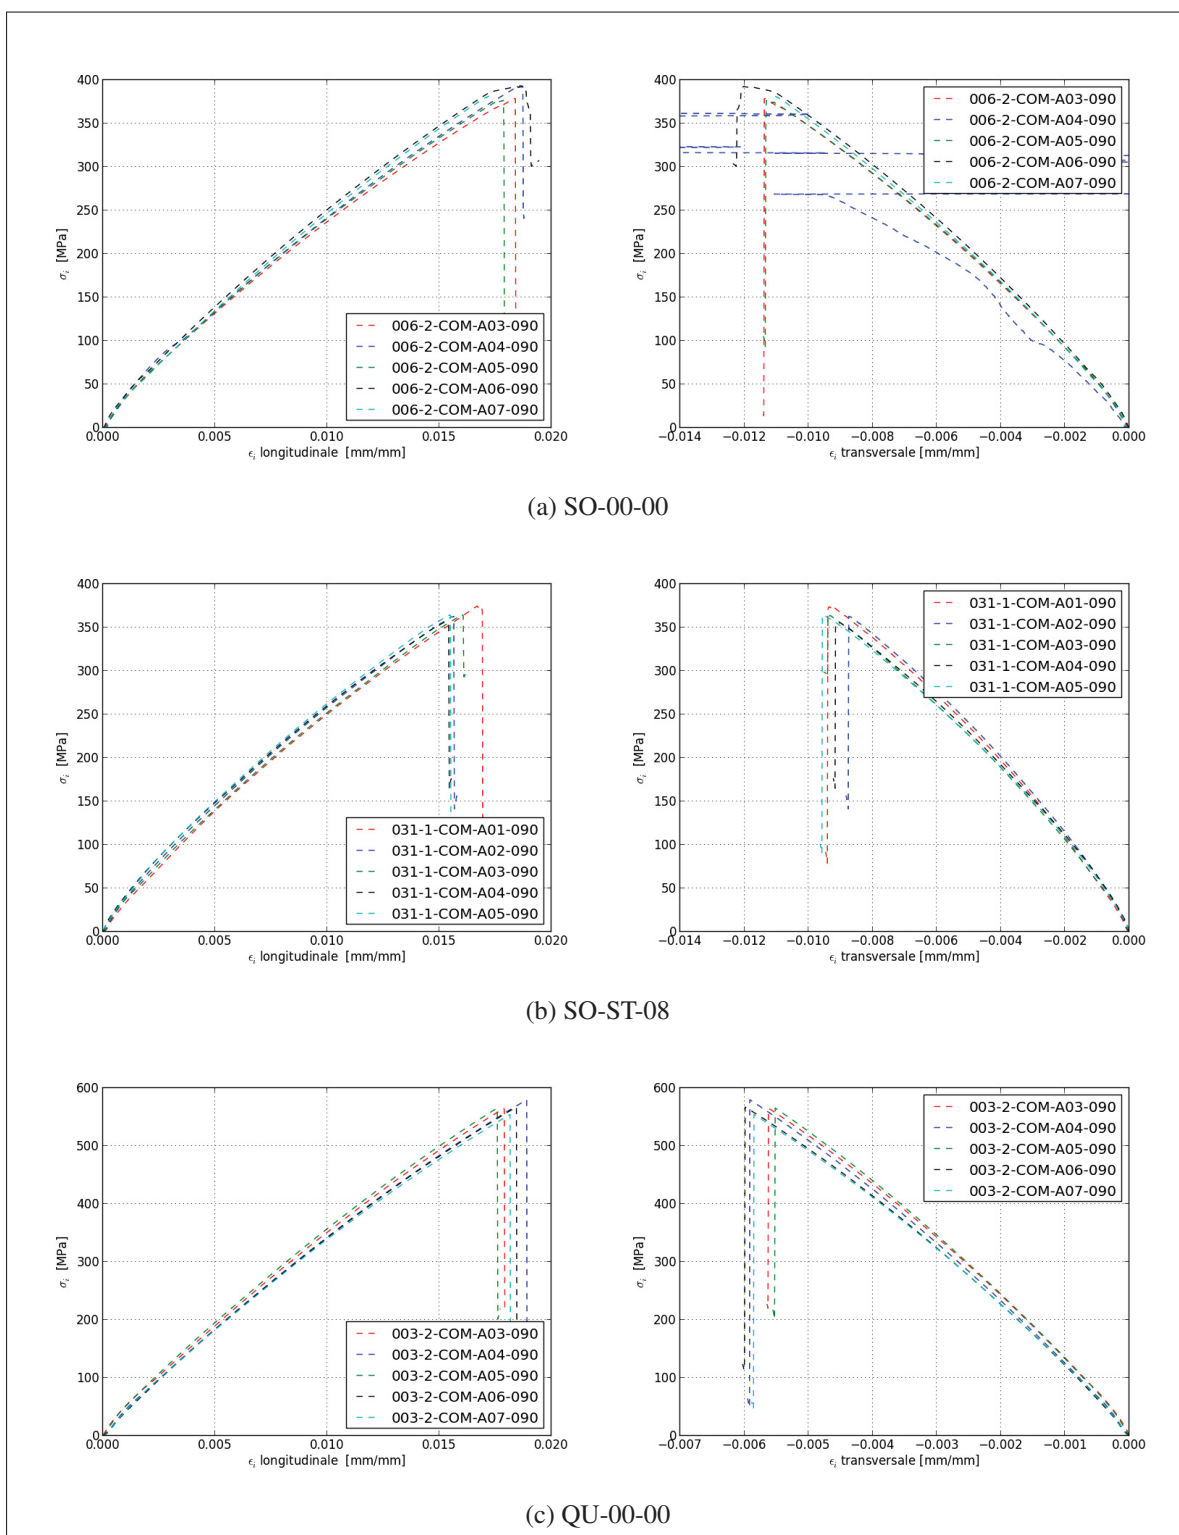 400
350
300
250
200
150
100
50
0
σi [MPa]
0.000 0.005 0.010 0.015 0.020
ϵi longitudinale [mm/mm]
006-2-COM-A03-090
006-2-COM-A04-090
006-2-COM-A05-090
006-2-COM-A06-090
006-2-COM-A07-090
400
350
300
250
200
150
100
50
0
σi [MPa]
−0.014 −0.012 −0.010 −0.008 −0.006 −0.004 −0.002 0.000
ϵi transversale [mm/mm]
006-2-COM-A03-090
006-2-COM-A04-090
006-2-COM-A05-090
006-2-COM-A06-090
006-2-COM-A07-090
(a) SO-00-00
400
350
300
250
200
150
100
50
0
σi [MPa]
0.000 0.005 0.010 0.015 0.020
ϵi longitudinale [mm/mm]
031-1-COM-A01-090
031-1-COM-A02-090
031-1-COM-A03-090
031-1-COM-A04-090
031-1-COM-A05-090
400
350
300
250
200
150
100
50
0
σi [MPa]
−0.014 −0.012 −0.010 −0.008 −0.006 −0.004 −0.002 0.000
ϵi transversale [mm/mm]
031-1-COM-A01-090
031-1-COM-A02-090
031-1-COM-A03-090
031-1-COM-A04-090
031-1-COM-A05-090
(b) SO-ST-08
600
500
400
300
200
100
0
σi [MPa]
0.000 0.005 0.010 0.015 0.020
ϵi longitudinale [mm/mm]
003-2-COM-A03-090
003-2-COM-A04-090
003-2-COM-A05-090
003-2-COM-A06-090
003-2-COM-A07-090
600
500
400
300
200
100
0
σi [MPa]
−0.007 −0.006 −0.005 −0.004 −0.003 −0.002 −0.001 0.000
ϵi transversale [mm/mm]
003-2-COM-A03-090
003-2-COM-A04-090
003-2-COM-A05-090
003-2-COM-A06-090
003-2-COM-A07-090
(c) QU-00-00